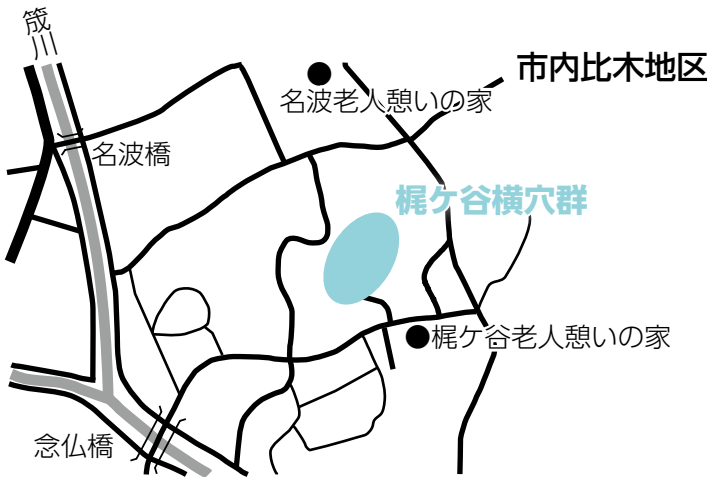 筬川
市内比木地区
名波老人憩いの家
名波橋
梶ケ谷横穴群
梶ケ谷老人憩いの家
念仏橋